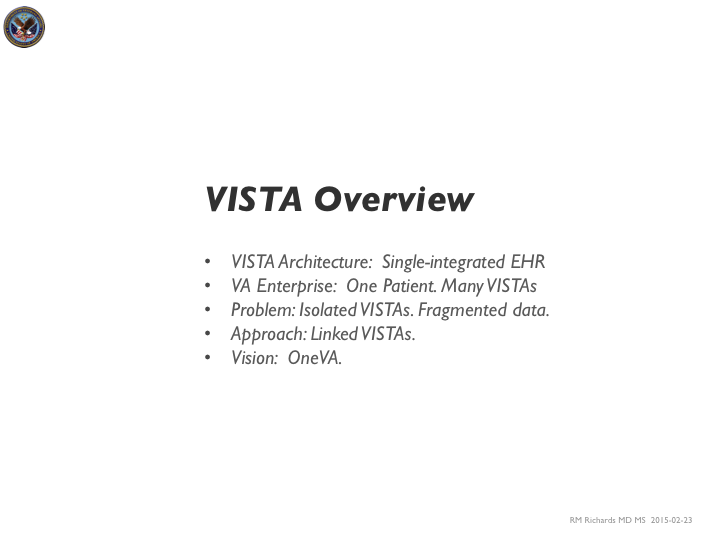 VISTA Overview
• VISTA Architecture: Single-integrated EHR
• VA Enterprise: One Patient. Many VISTAs
• Problem: Isolated VISTAs. Fragmented data.
• Approach: Linked VISTAs.
• Vision: OneVA.
RM Richards MD MS 2015-02-23